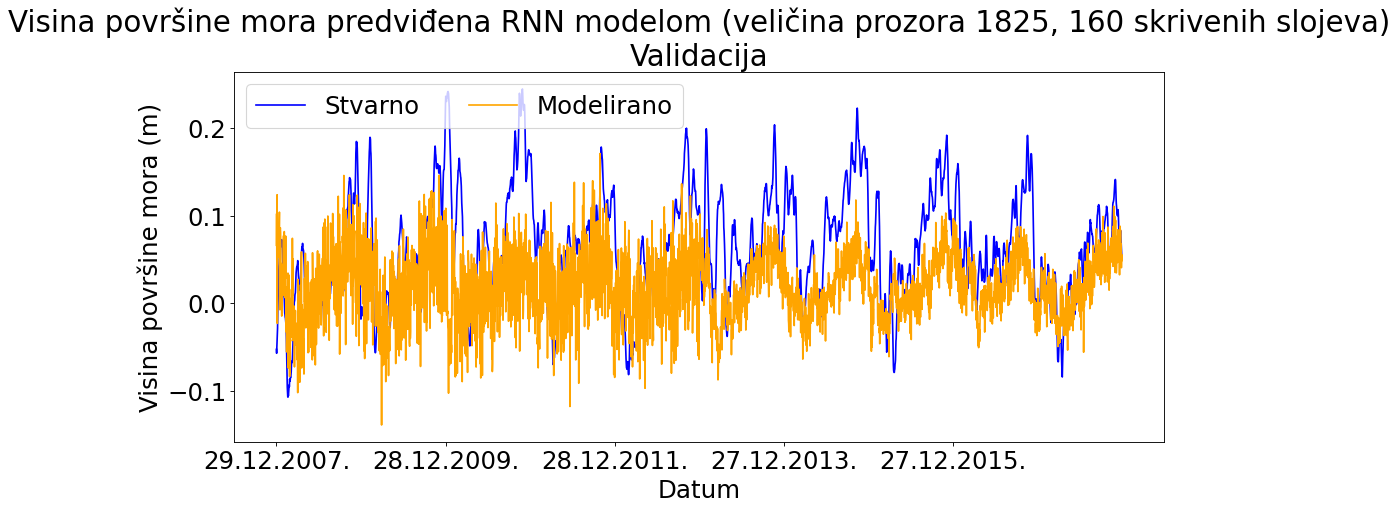 Visina površine mora predviđena RNN modelom (veličina prozora 1825, 160 skrivenih slojeva)
Validacija
Stvarno
Modelirano
Visina površine mora (m)
0.2
0.1
0.0
−0.1
29.12.2007.
28.12.2009.
28.12.2011.
27.12.2013.
27.12.2015.
Datum